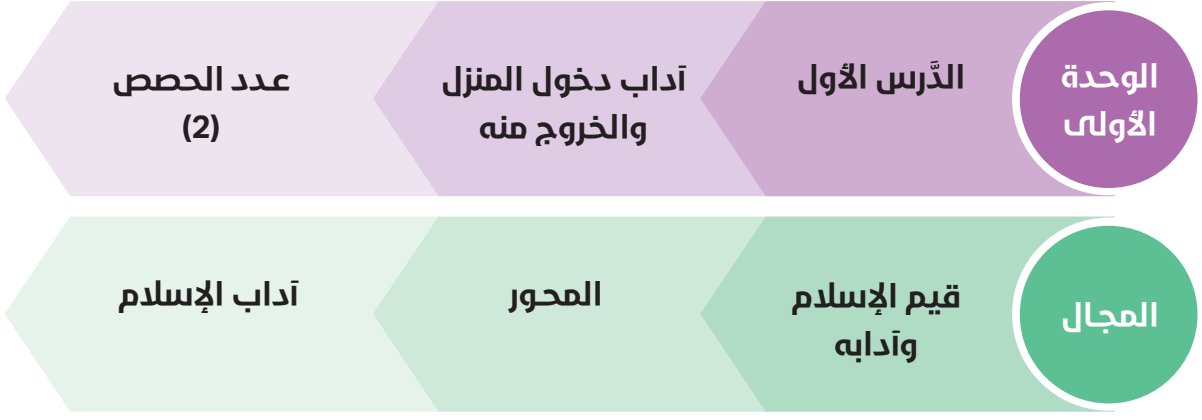 الوحدة
الأولى
الدَّرس الأول
آداب دخول المنزل
والخروج منه
عدد الحصص
(2)
المجال
قيم الإسلام
وآدابه
المحور
آداب الإسلام